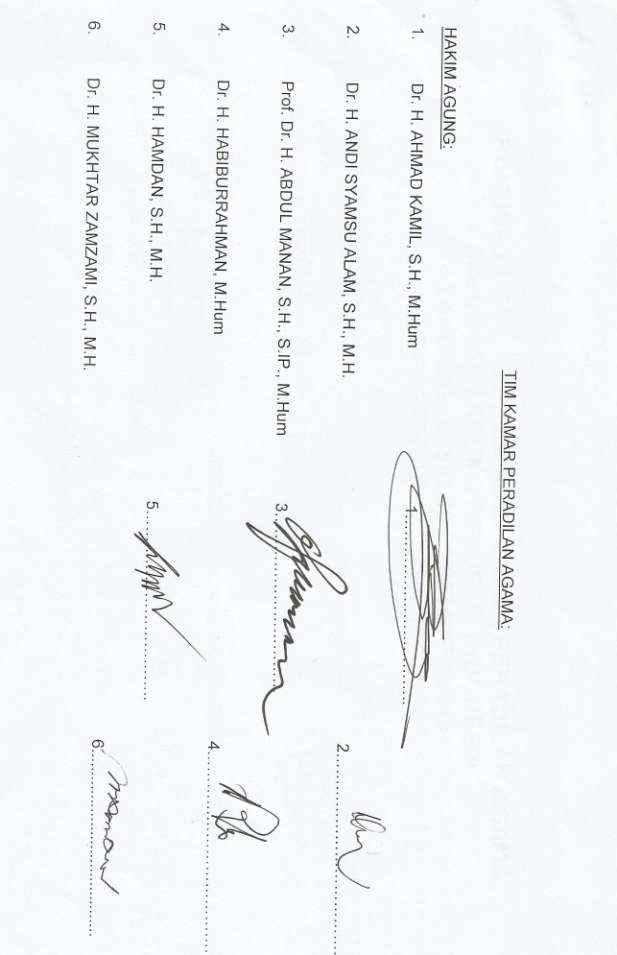 TIM KAMAR PERADILAN AGAMA:
HAKIM AGUNG:
1. Dr. H. AHMAD KAMIL, S.H., M.Hum 1..............................
2. Dr. H. ANDI SYAMSU ALAM, S.H., M.H. 2..............................
3. Prof. Dr. H. ABDUL MANAN, S.H., S.IP., M.Hum 3..............................
4. Dr. H. HABIBURRAHMAN, M.Hum 4..............................
5. Dr. H. HAMDAN, S.H., M.H. 5..............................
6. Dr. H. MUKHTAR ZAMZAMI, S.H., M.H. 6..............................